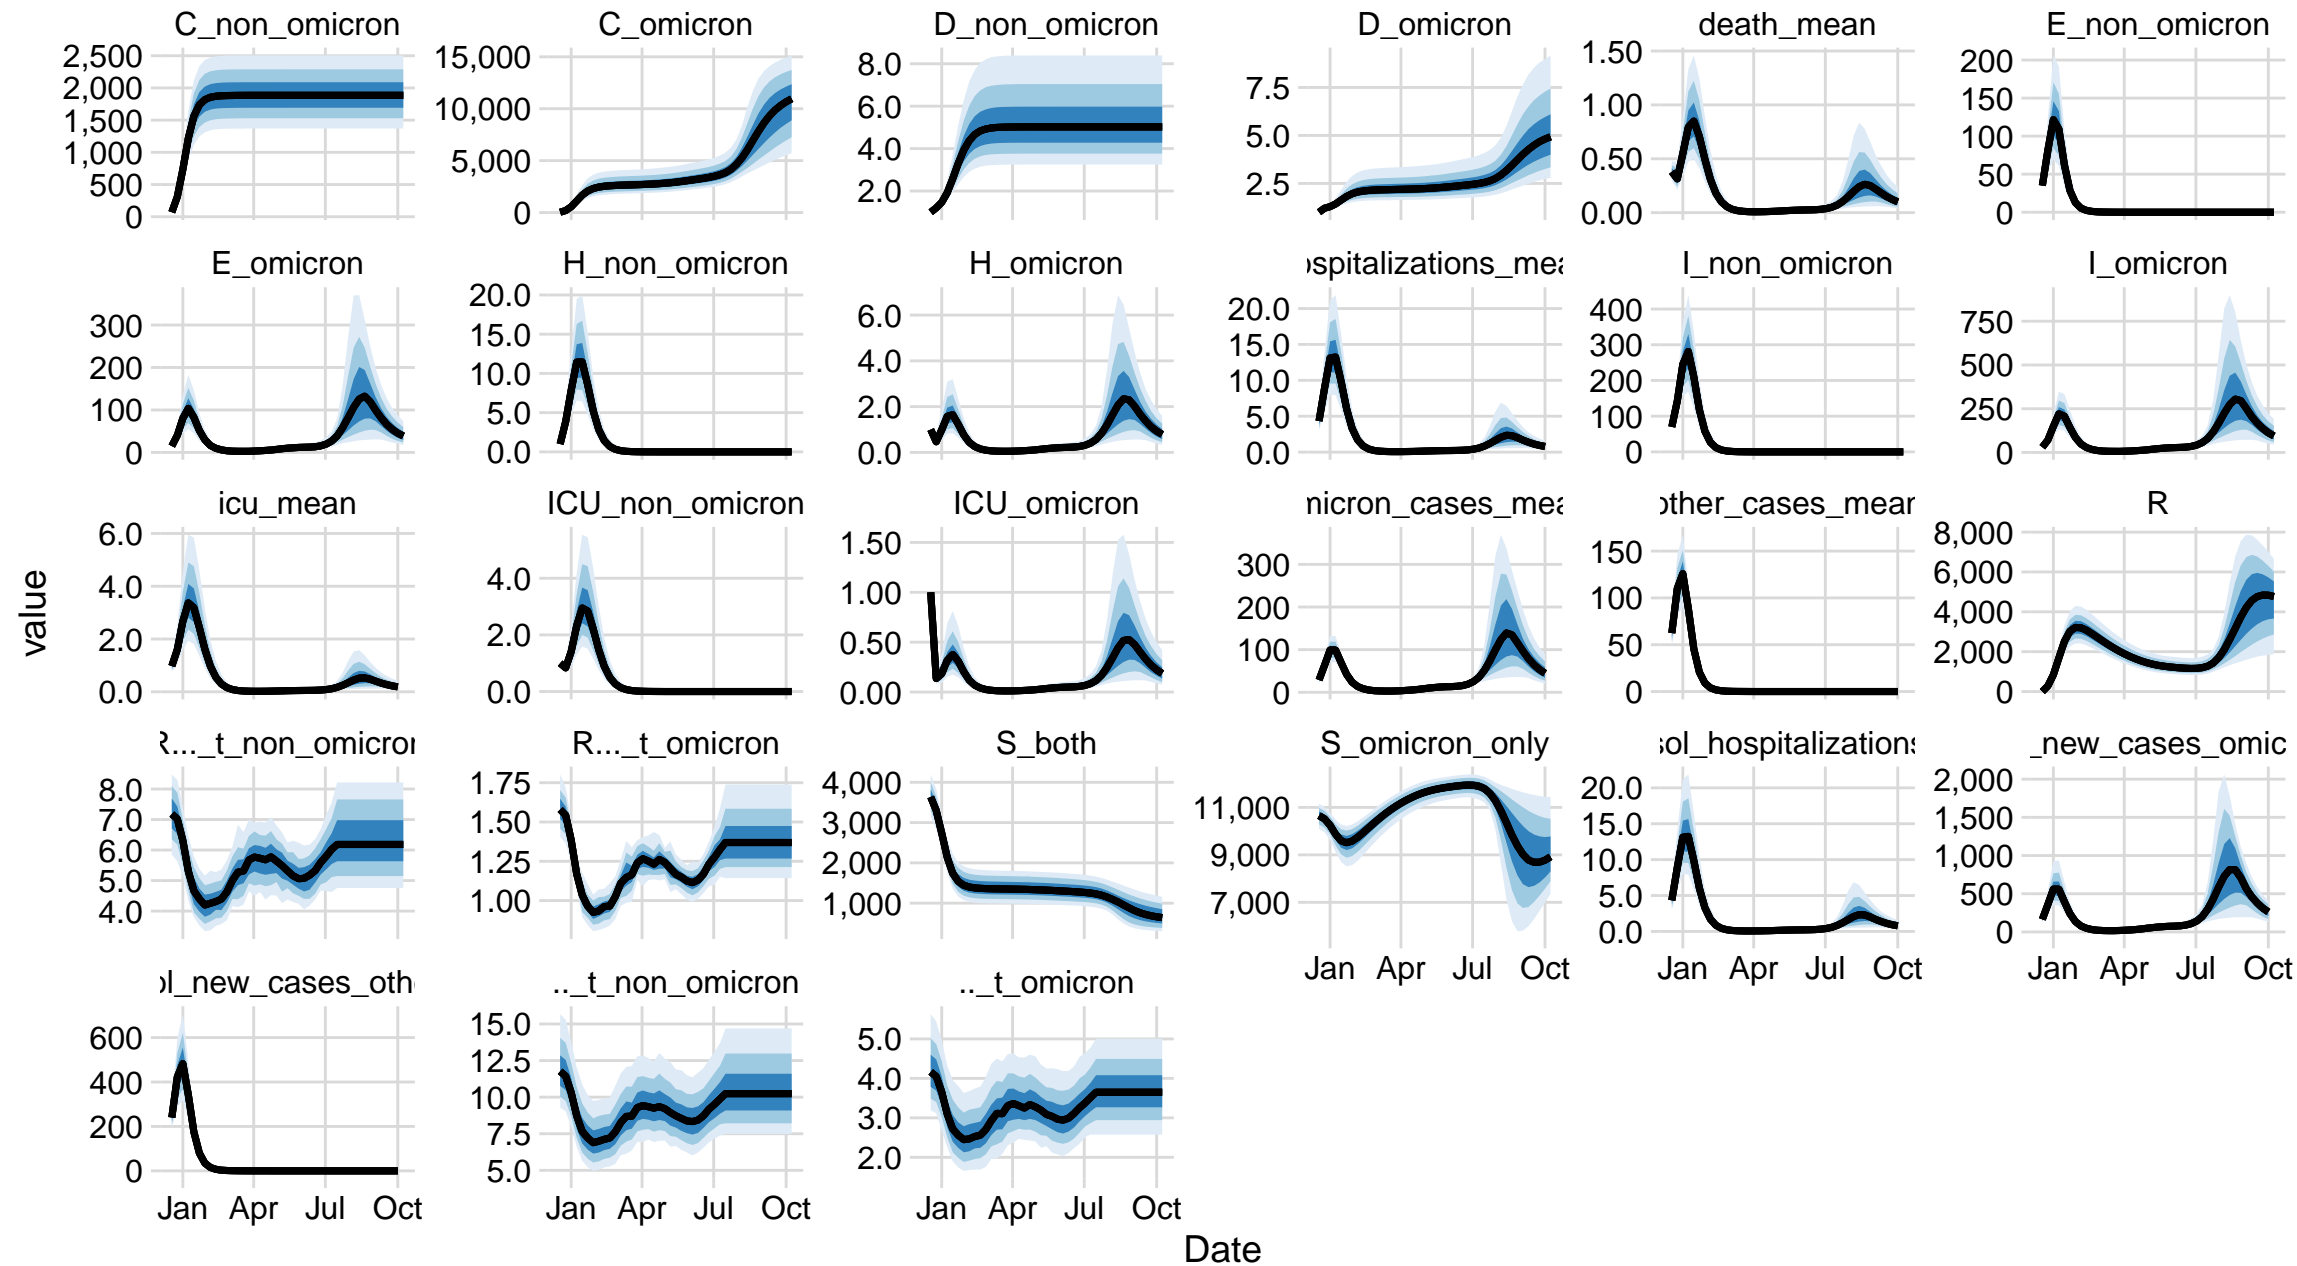 C_non_omicron C_omicron D_non_omicron D_omicron death_mean E_non_omicron
2,500 2,000 1,500 1,000 500 0
15,000 10,000 5,000 0
8.0 6.0 4.0 2.0
7.5 5.0 2.5
1.50 1.00 0.50 0.00
200 150 100 50 0
E_omicron H_non_omicron H_omicron ospitalizations_mea I_non_omicron I_omicron
300 200 100 0
20.0 15.0 10.0 5.0 0.0
6.0 4.0 2.0 0.0
20.0 15.0 10.0 5.0 0.0
400 300 200 100 0
750 500 250 0
value
icu_mean ICU_non_omicron ICU_omicron micron_cases_mea other_cases_mean R
6.0 4.0 2.0 0.0
4.0 2.0 0.0
1.50 1.00 0.50 0.00
300 200 100 0
150 100 50 0
8,000 6,000 4,000 2,000 0
R..._t_non_omicron R..._t_omicron S_both S_omicron_only sol_hospitalizations _new_cases_omic
8.0 7.0 6.0 5.0 4.0
1.75 1.50 1.25 1.00
4,000 3,000 2,000 1,000
11,000 9,000 7,000
20.0 15.0 10.0 5.0 0.0
2,000 1,500 1,000 500 0
Jan Apr Jul Oct Jan Apr Jul Oct Jan Apr Jul Oct
ol_new_cases_oth .._t_non_omicron .._t_omicron
600 400 200 0
15.0 12.5 10.0 7.5 5.0
5.0 4.0 3.0 2.0
Jan Apr Jul Oct Jan Apr Jul Oct Jan Apr Jul Oct
Date